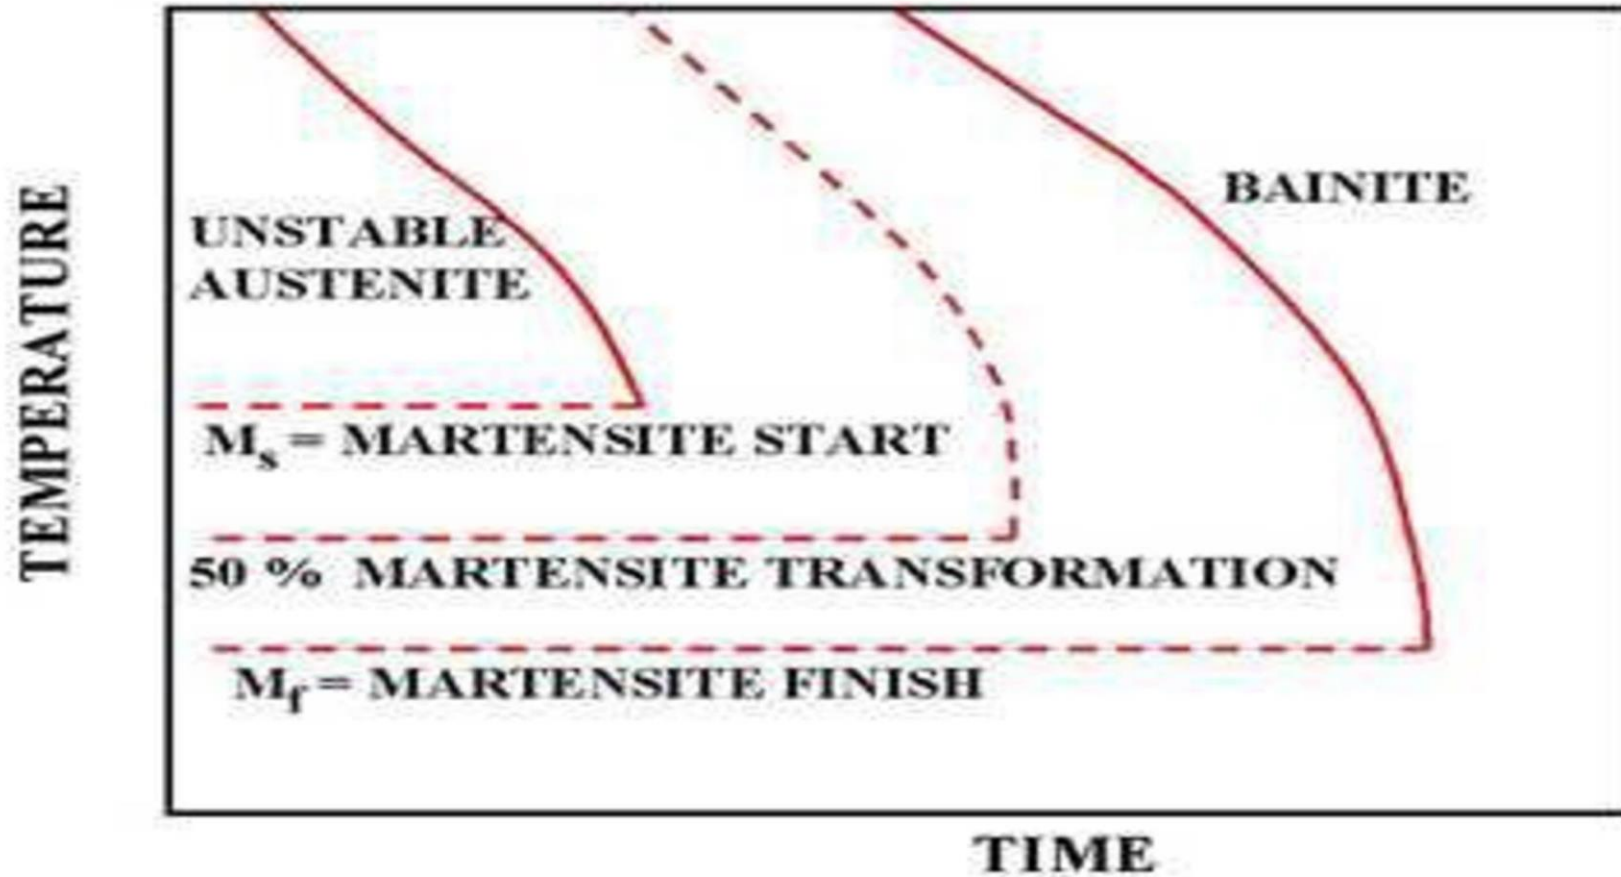 TEMPERATURE
BAINITE
UNSTABLE
AUSTENITE
Ms = MARTENSITE START
50 % MARTENSITE TRANSFORMATION
Mf = MARTENSITE FINISH
TIME